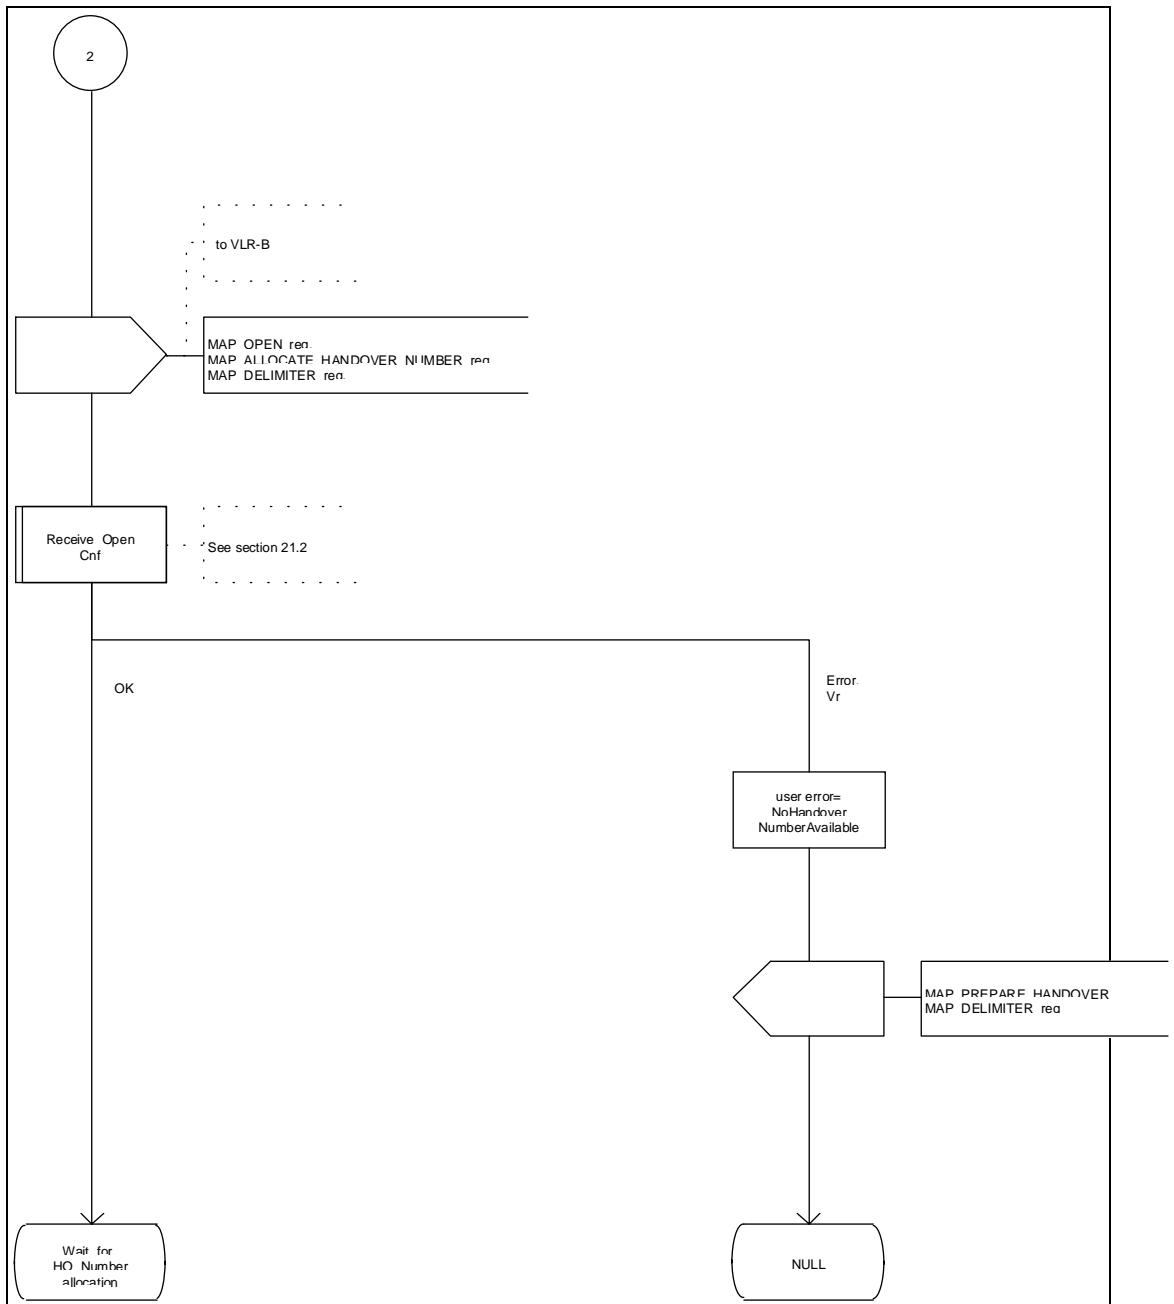 2
to VLR-B
MAP OPEN req.
MAP ALLOCATE HANDOVER NUMBER req
MAP DELIMITER req.
Receive Open
Cnf
See section 21.2
OK
Error.
Vr
user error=
NoHandover
NumberAvailable
MAP PREPARE HANDOVER
MAP DELIMITER req
Wait for
HO Number
allocation
NULL